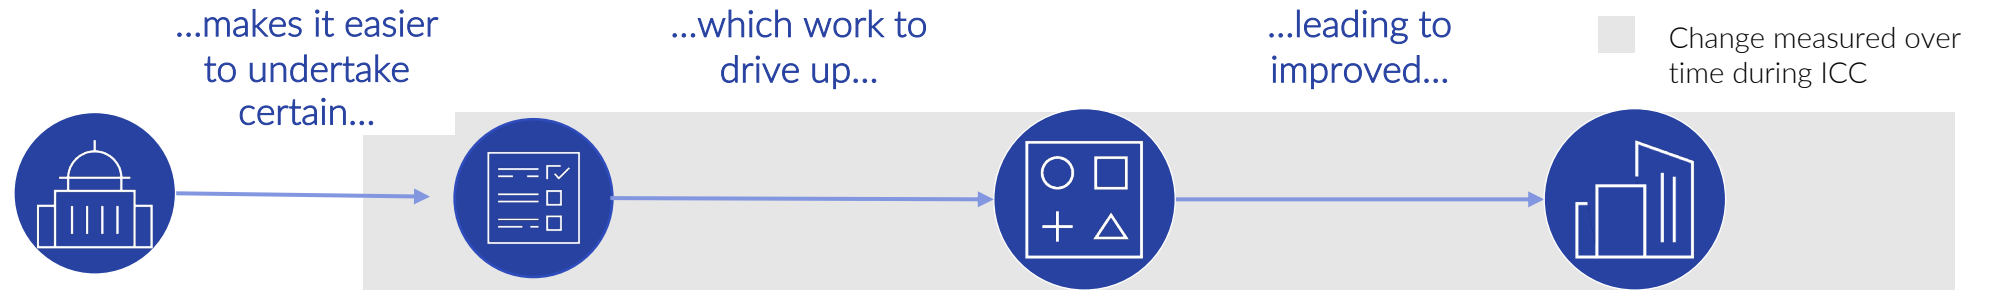 ...makes it easier
to undertake
certain...
...which work to
drive up...
...leading to
improved...
Change measured over
time during ICC